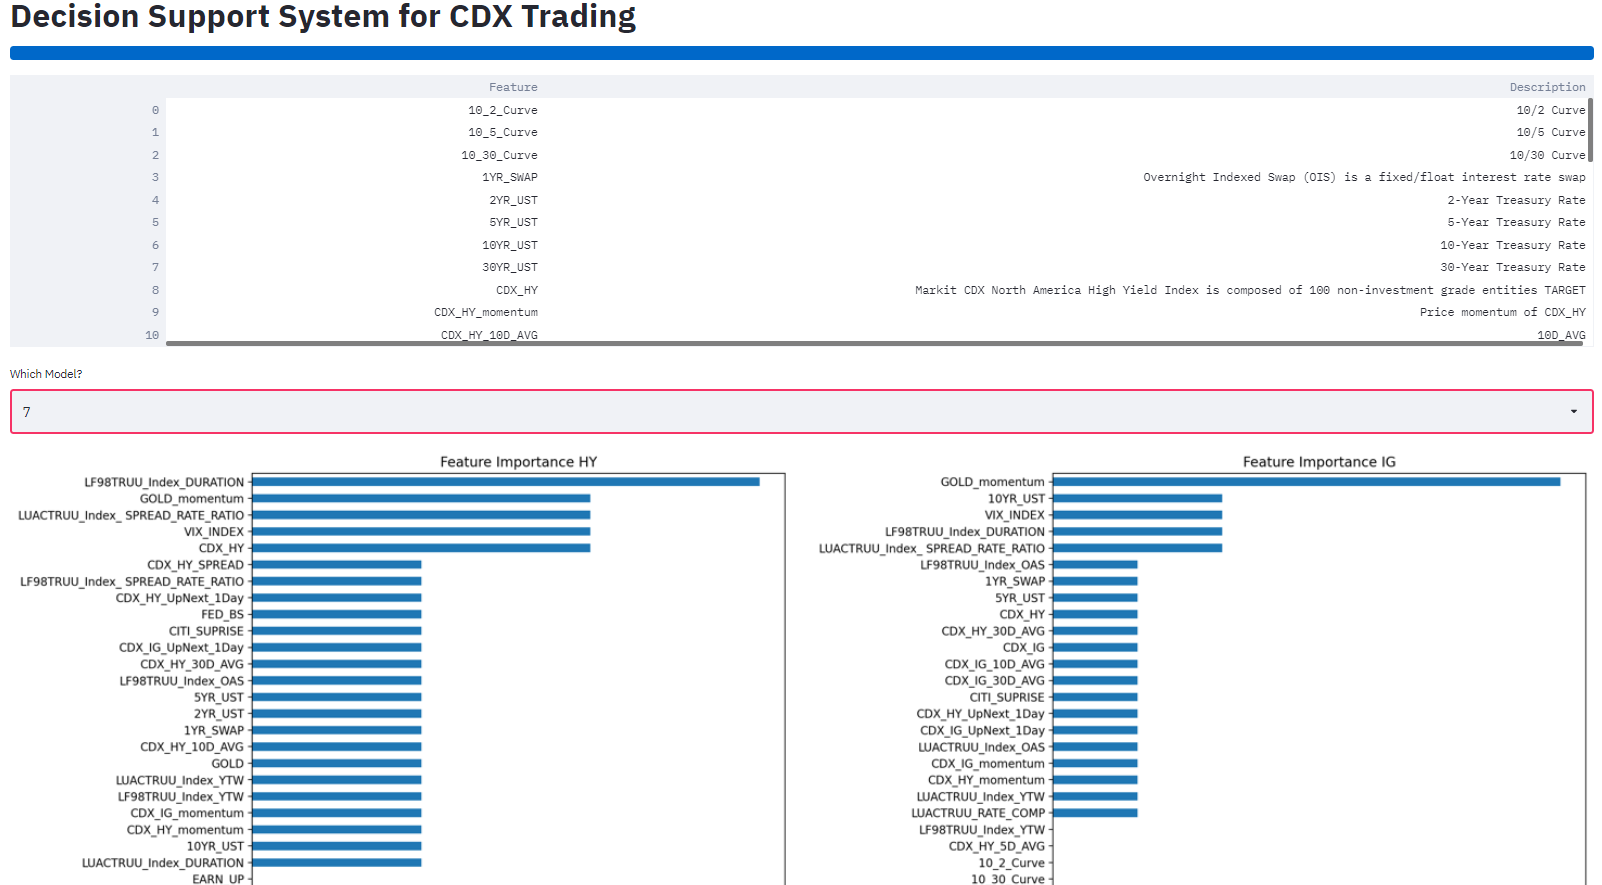 Decision Support System for CDX Trading
Feature Description
0 10_2_Curve 10/2 Curve
1 10_5_Curve 10/5 Curve
2 10_30_Curve 10/30 Curve
3 1YR_SWAP Overnight Indexed Swap (OIS) is a fixed/float interest rate swap
4 2YR_UST 2-Year Treasury Rate
5 5YR_UST 5-Year Treasury Rate
6 10YR_UST 10-Year Treasury Rate
7 30YR_UST 30-Year Treasury Rate
8 CDX_HY Markit CDX North America High Yield Index is composed of 100 non-investment grade entities TARGET
9 CDX_HY_momentum Price momentum of CDX_HY
10 CDX_HY_10D_AVG 10D_AVG
Which Model?
7
Feature Importance HY
LF98TRUU_Index_DURATION
GOLD_momentum
LUACTRUU_Index_ SPREAD_RATE_RATIO
VIX_INDEX
CDX_HY
CDX_HY_SPREAD
LF98TRUU_Index_ SPREAD_RATE_RATIO
CDX_HY_UpNext_1Day
FED_BS
CITI_SUPRISE
CDX_IG_UpNext_1Day
CDX_HY_30D_AVG
LF98TRUU_Index_OAS
5YR_UST
2YR_UST
1YR_SWAP
CDX_HY_10D_AVG
GOLD
LUACTRUU_Index_YTW
LF98TRUU_Index_YTW
CDX_IG_momentum
CDX_HY_momentum
10YR_UST
LUACTRUU_Index_DURATION
EARN_UP
Feature Importance IG
GOLD_momentum
10YR_UST
VIX_INDEX
LF98TRUU_Index_DURATION
LUACTRUU_Index_ SPREAD_RATE_RATIO
LF98TRUU_Index_OAS
1YR_SWAP
5YR_UST
CDX_HY
CDX_HY_30D_AVG
CDX_IG
CDX_IG_10D_AVG
CDX_IG_30D_AVG
CITI_SUPRISE
CDX_HY_UpNext_1Day
CDX_IG_UpNext_1Day
LUACTRUU_Index_OAS
CDX_IG_momentum
CDX_HY_momentum
LUACTRUU_Index_YTW
LUACTRUU_RATE_COMP
LF98TRUU_Index_YTW
CDX_HY_5D_AVG
10_2_Curve
10_30_Curve